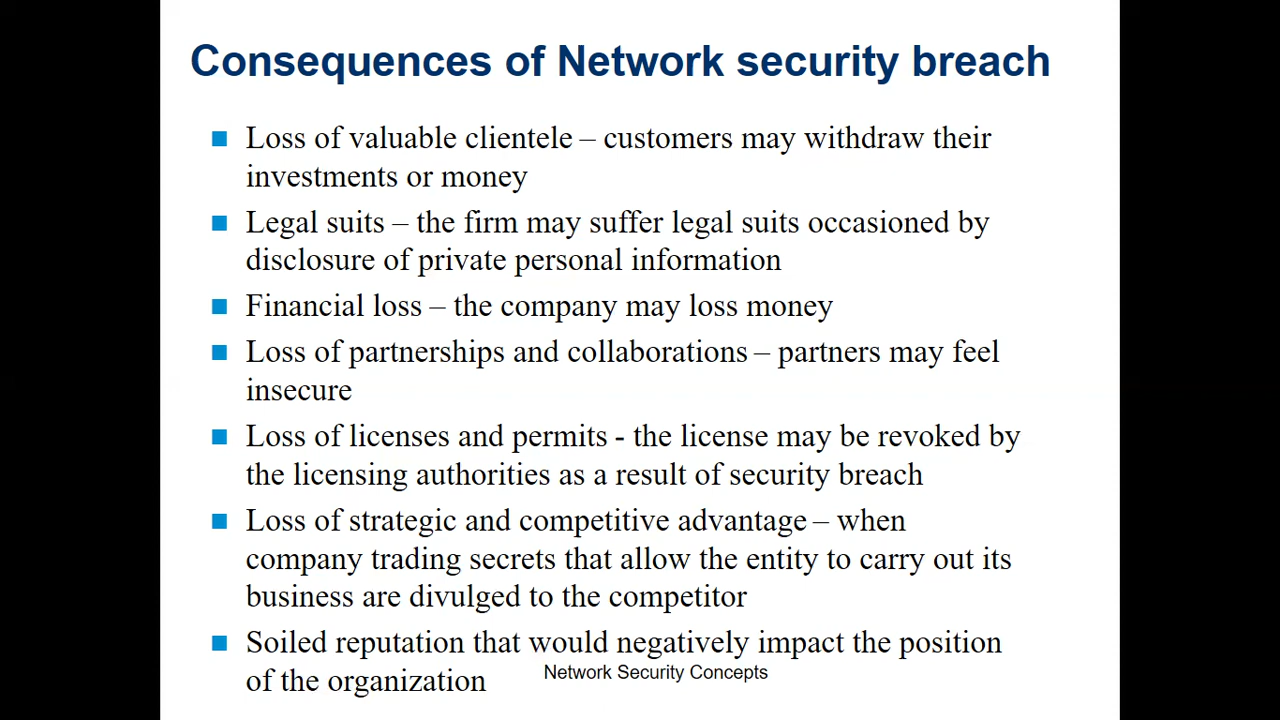 Consequences of Network security breach
Loss of valuable clientele – customers may withdraw their
investments or money
Legal suits – the firm may suffer legal suits occasioned by
disclosure of private personal information
Financial loss – the company may loss money
Loss of partnerships and collaborations – partners may feel
insecure
Loss of licenses and permits - the license may be revoked by
the licensing authorities as a result of security breach
Loss of strategic and competitive advantage – when
company trading secrets that allow the entity to carry out its
business are divulged to the competitor
Soiled reputation that would negatively impact the position
of the organization
Network Security Concepts